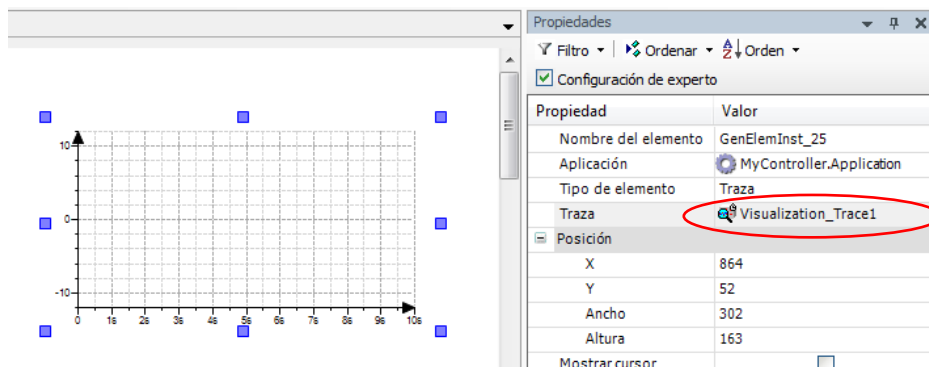 Propiedades
Filtro Ordenar Orden
Configuración de experto
Propiedad Valor
Nombre del elemento GenElemInst_25
Aplicación MyController.Application
Tipo de elemento Traza
Traza Visualization_Trace1
Posición
X 864
Y 52
Ancho 302
Altura 163
Mostrar cursor
10
0
-10
0 1s 2s 3s 4s 5s 6s 7s 8s 9s 10s